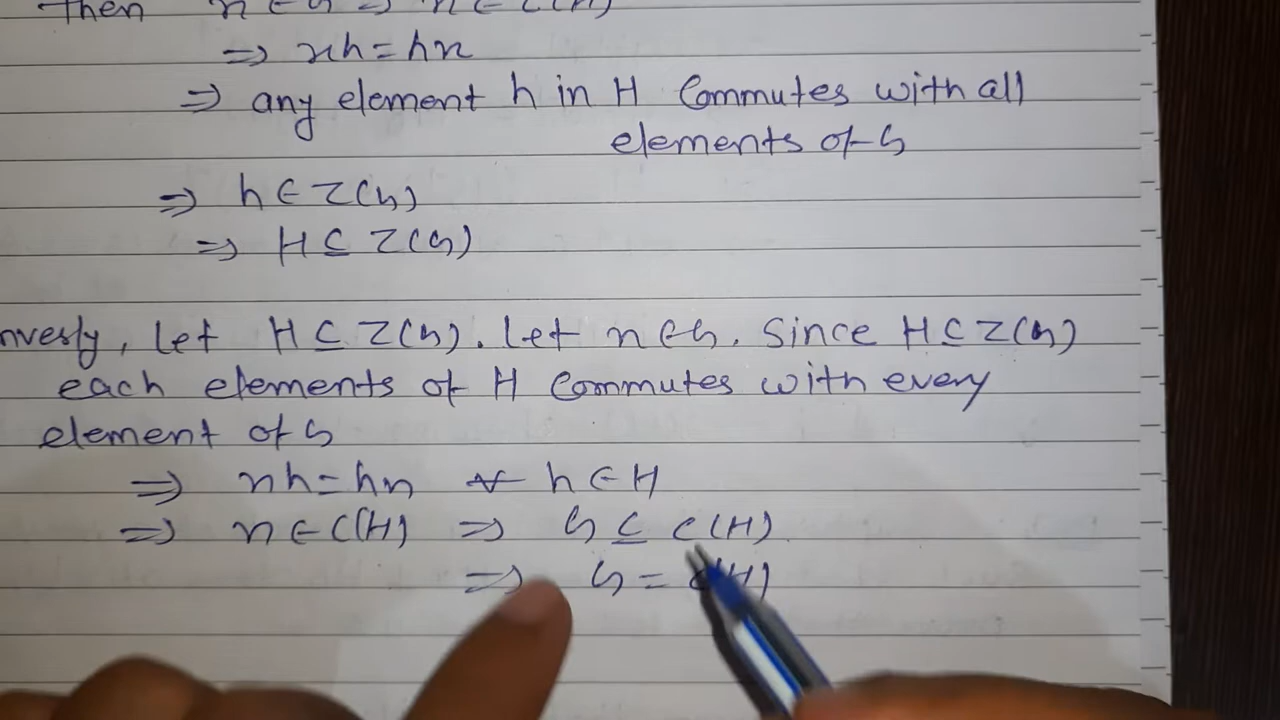 Then x ∈ G ⇒ x ∈ C(H)
⇒ xh = hx
⇒ any element h in H Commutes with all
elements of G
⇒ h ∈ Z(G)
⇒ H ⊆ Z(G)
nversly, Let H ⊆ Z(G). Let x ∈ G. Since H ⊆ Z(G)
each elements of H Commutes with every
element of G
⇒ xh = hx ∀ h ∈ H
⇒ x ∈ C(H) ⇒ G ⊆ C(H)
⇒ G = C(H)